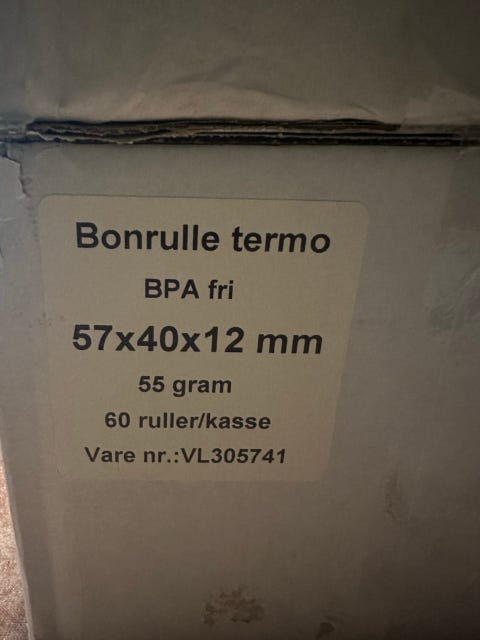 Bonrulle termo
BPA fri
57x40x12 mm
55 gram
60 ruller/kasse
Vare nr.:VL305741